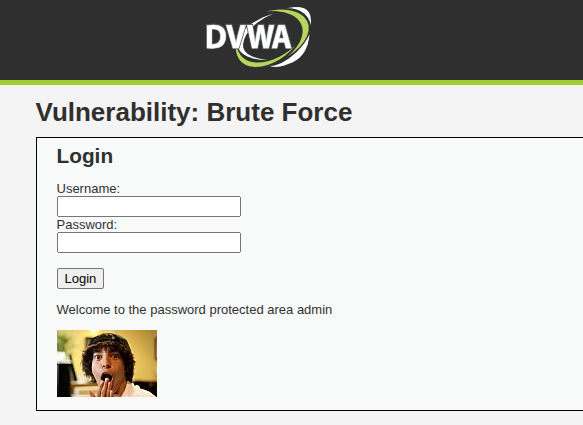 DVWA
Vulnerability: Brute Force
Login
Username:
Password:
Login
Welcome to the password protected area admin